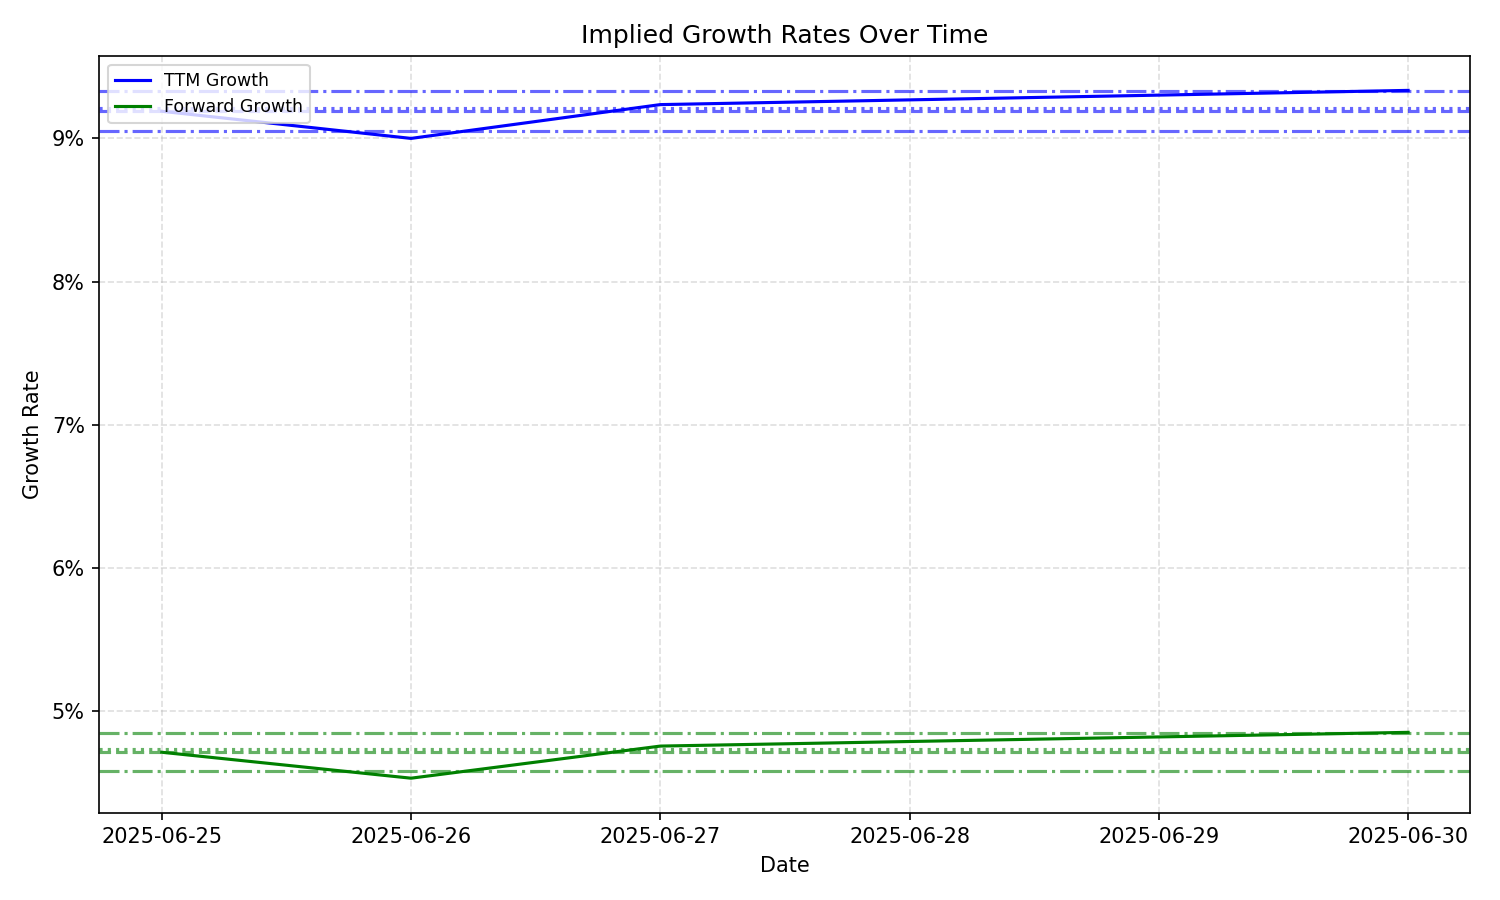 Implied Growth Rates Over Time
TTM Growth
Forward Growth
9%
8%
7%
6%
5%
Growth Rate
2025-06-25
2025-06-26
2025-06-27
2025-06-28
2025-06-29
2025-06-30
Date